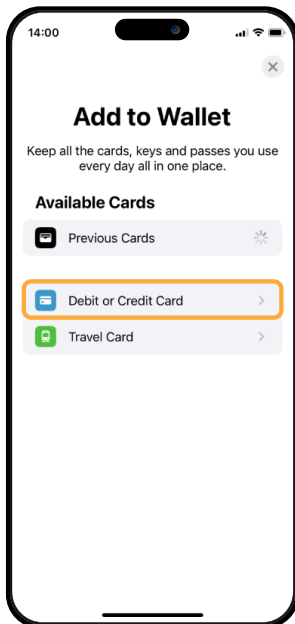 14:00
Add to Wallet
Keep all the cards, keys and passes you use
every day all in one place.
Available Cards
Previous Cards
Debit or Credit Card
Travel Card